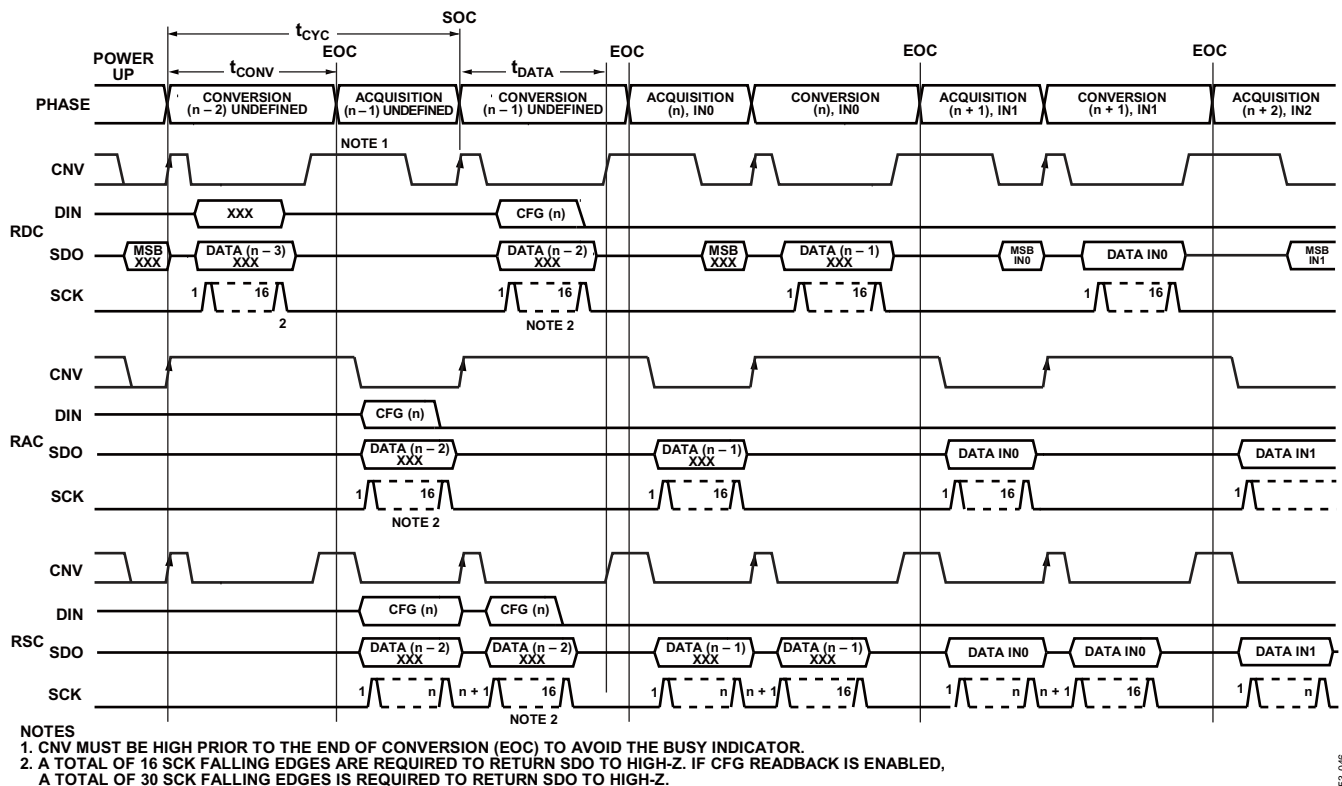 SOC
tCYC
EOC EOC EOC EOC
POWER
UP
tCONV tDATA
PHASE
CONVERSION
(n – 2) UNDEFINED
ACQUISITION
(n – 1) UNDEFINED
CONVERSION
(n – 1) UNDEFINED
ACQUISITION
(n), IN0
CONVERSION
(n), IN0
ACQUISITION
(n + 1), IN1
CONVERSION
(n + 1), IN1
ACQUISITION
(n + 2), IN2
NOTE 1
CNV
RDC
DIN XXX CFG (n)
SDO
MSB
XXX
DATA (n – 3)
XXX
DATA (n – 2)
XXX
MSB
XXX
DATA (n – 1)
XXX
MSB
IN0
DATA IN0
MSB
IN1
SCK 1 16 1 16 1 16 1 16
2 NOTE 2
CNV
RAC
DIN CFG (n)
SDO
DATA (n – 2)
XXX
DATA (n – 1)
XXX
DATA IN0 DATA IN1
SCK 1 16 1 16 1 16 1
NOTE 2
CNV
RSC
DIN CFG (n) CFG (n)
SDO
DATA (n – 2)
XXX
DATA (n – 2)
XXX
DATA (n – 1)
XXX
DATA (n – 1)
XXX
DATA IN0 DATA IN0 DATA IN1
SCK 1 n n + 1 16 1 n n + 1 16 1 n n + 1 16 1 n
NOTE 2
NOTES
1. CNV MUST BE HIGH PRIOR TO THE END OF CONVERSION (EOC) TO AVOID THE BUSY INDICATOR.
2. A TOTAL OF 16 SCK FALLING EDGES ARE REQUIRED TO RETURN SDO TO HIGH-Z. IF CFG READBACK IS ENABLED,
A TOTAL OF 30 SCK FALLING EDGES IS REQUIRED TO RETURN SDO TO HIGH-Z.